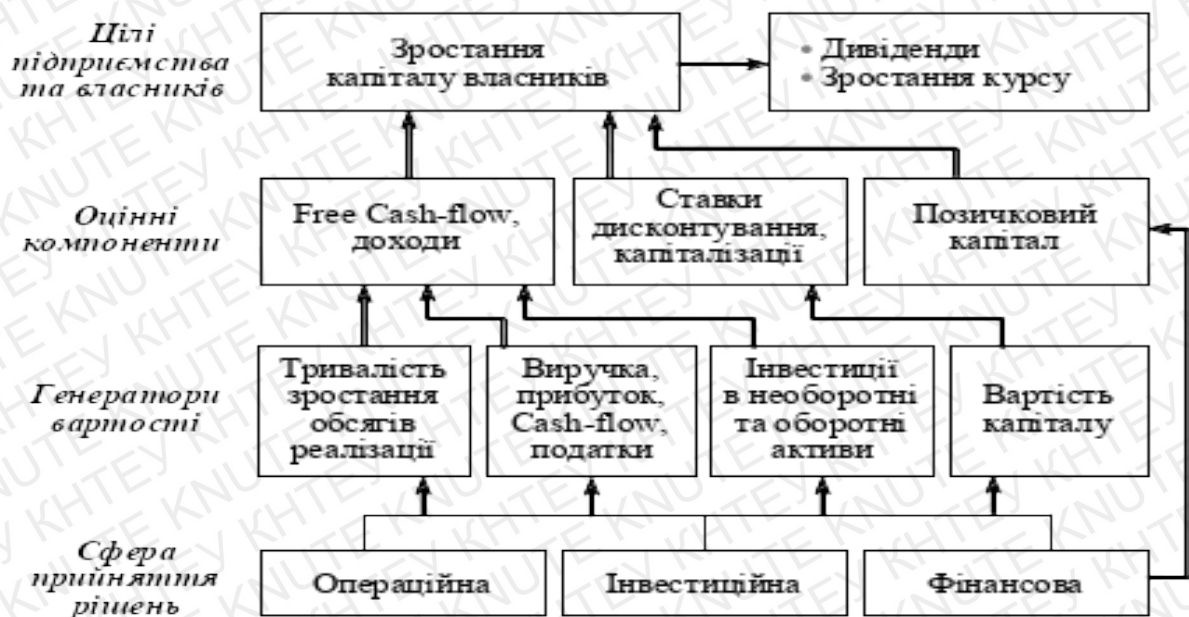 Цілі
підприємства
та власників
Зростання
капіталу власників
• Дивіденди
• Зростання курсу
Оцінні
компоненти
Free Cash-flow,
доходи
Ставки
дисконтування,
капіталізації
Позичковий
капітал
Генератори
вартості
Тривалість
зростання
обсягів
реалізації
Виручка,
прибуток,
Cash-flow,
податки
Інвестиції
в необоротні
та оборотні
активи
Вартість
капіталу
Сфера
прийняття
рішень
Операційна
Інвестиційна
Фінансова
KHTEY KNUTE